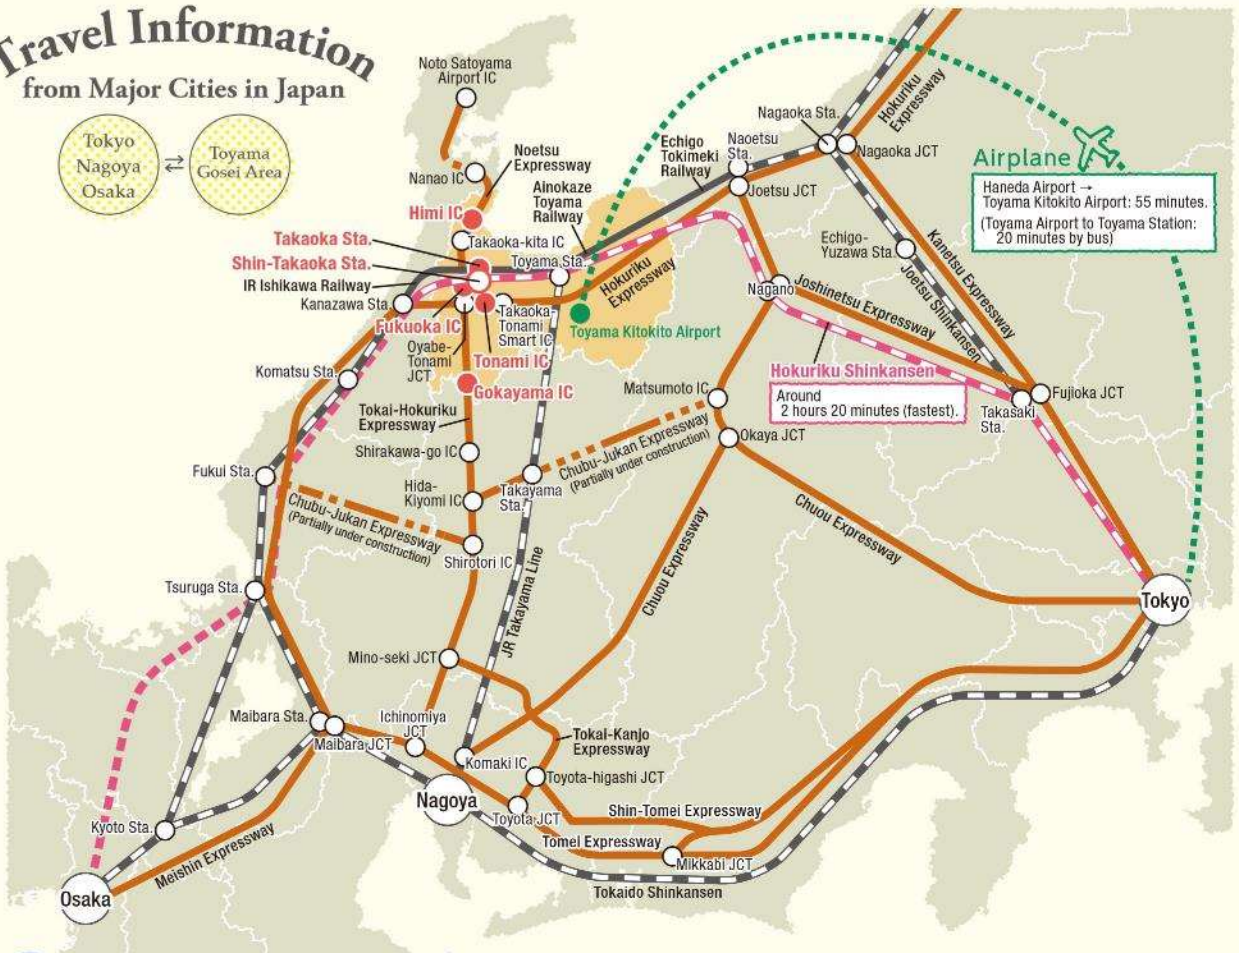 Travel Information
from Major Cities in Japan
Tokyo
Nagoya
Osaka
⇄
Toyama
Gosei Area
Noto Satoyama
Airport IC
Nanao IC
Noetsu
Expressway
Himi IC
Ainokaze
Toyama
Railway
Takaoka Sta.
Takaoka-kita IC
Shin-Takaoka Sta.
Toyama Sta.
IR Ishikawa Railway
Kanazawa Sta.
Fukuoka IC
Takaoka-
Tonami
Smart IC
Oyabe-
Tonami
JCT
Tonami IC
Gokayama IC
Hokuriku
Expressway
Toyama Kitokito Airport
Echigo
Tokimeki
Railway
Naoetsu
Sta.
Nagaoka Sta.
Nagaoka JCT
Hokuriku
Expressway
Joetsu JCT
Airplane
Haneda Airport →
Toyama Kitokito Airport: 55 minutes.
(Toyama Airport to Toyama Station:
20 minutes by bus)
Echigo-
Yuzawa Sta.
Kanetsu Expressway
Joetsu Shinkansen
Nagano
Joshinetsu Expressway
Hokuriku Shinkansen
Around
2 hours 20 minutes (fastest).
Takasaki
Sta.
Fujioka JCT
Komatsu Sta.
Tokai-Hokuriku
Expressway
Shirakawa-go IC
Matsumoto IC
Okaya JCT
Fukui Sta.
Hida-
Kiyomi IC
Takayama
Sta.
Chubu-Jukan Expressway
(Partially under construction)
Chubu-Jukan Expressway
(Partially under construction)
Shirotori IC
Chuou Expressway
Chuou Expressway
Tsuruga Sta.
JR Takayama Line
Tokyo
Mino-seki JCT
Maibara Sta.
Maibara JCT
Ichinomiya
JCT
Komaki IC
Tokai-Kanjo
Expressway
Toyota-higashi JCT
Nagoya
Toyota JCT
Shin-Tomei Expressway
Tomei Expressway
Mikkabi JCT
Tokaido Shinkansen
Kyoto Sta.
Meishin Expressway
Osaka